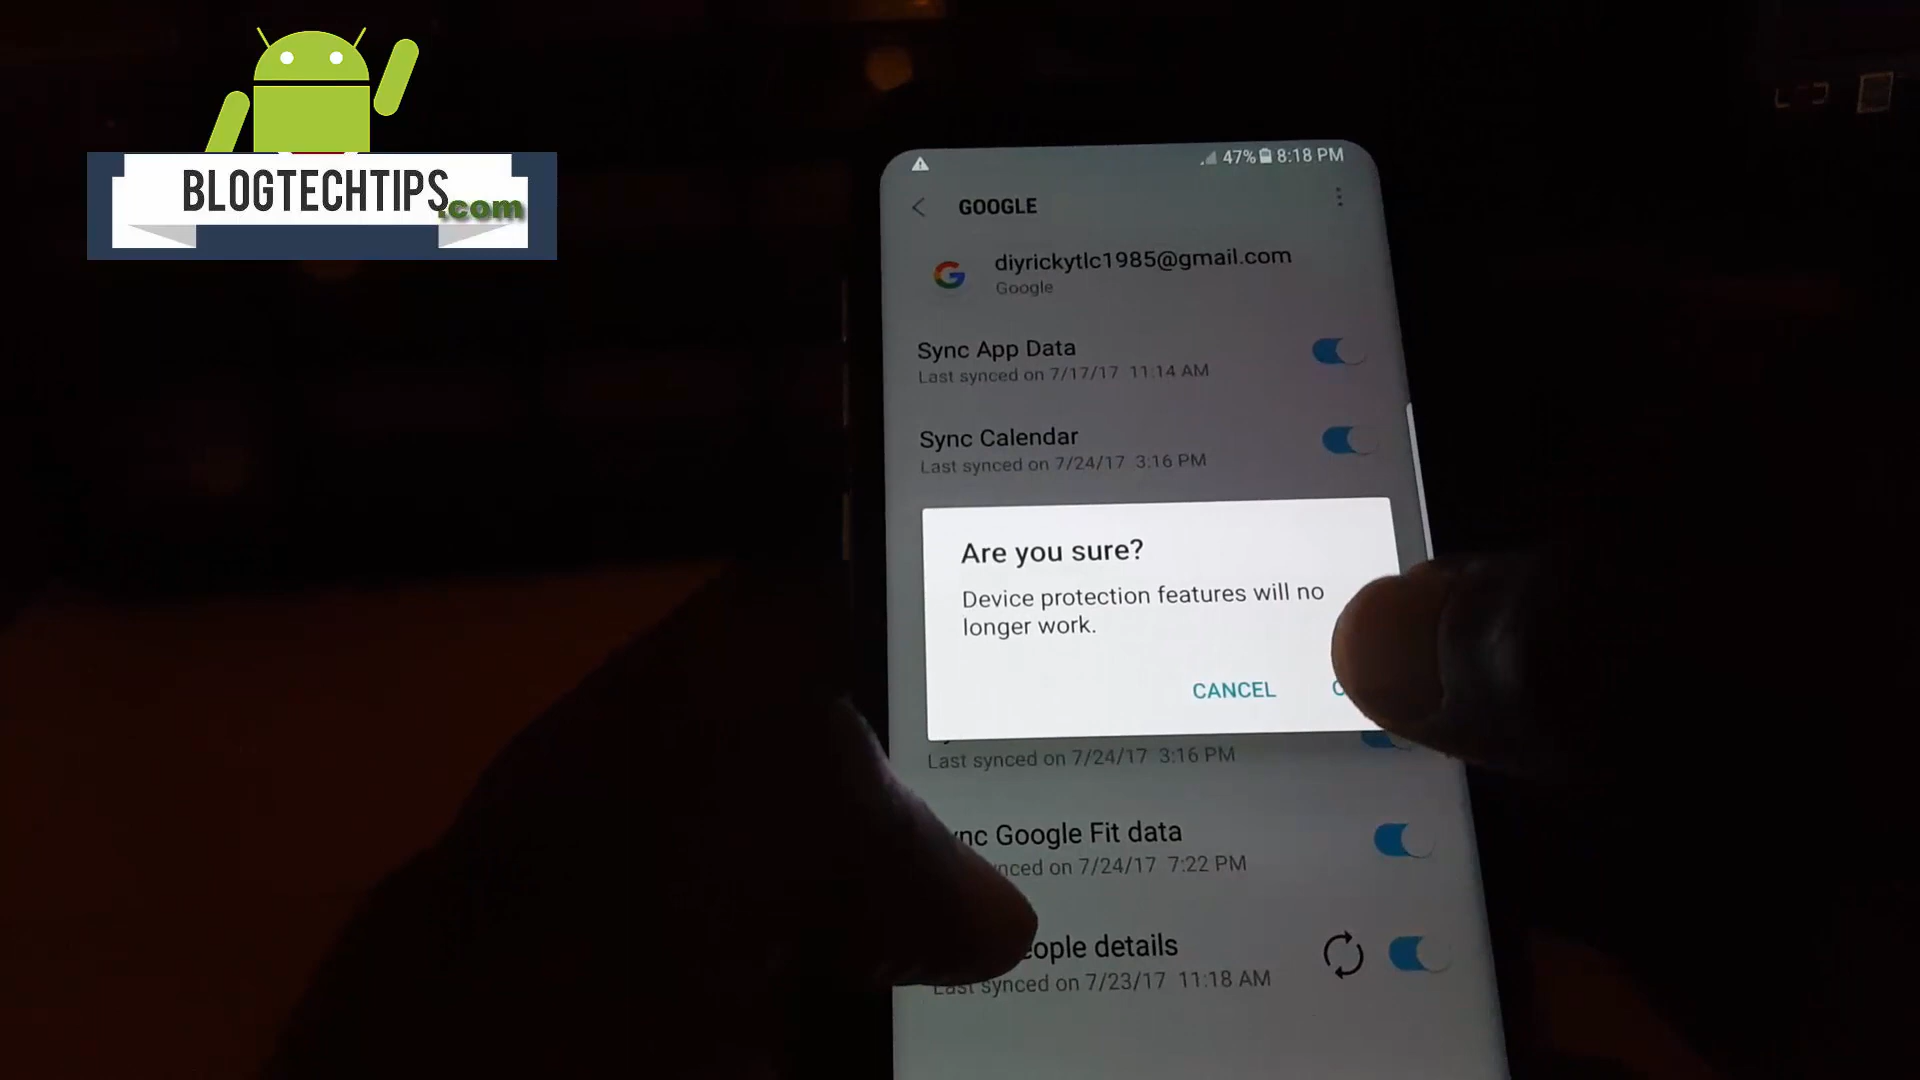 BLOGTECHTIPS.com
47% 8:18 PM
GOOGLE
diyrickytlc1985@gmail.com
Google
Sync App Data
Last synced on 7/17/17 11:14 AM
Sync Calendar
Last synced on 7/24/17 3:16 PM
Are you sure?
Device protection features will no
longer work.
CANCEL
Last synced on 7/24/17 3:16 PM
Google Fit data
on 7/24/17 7:22 PM
details
Last synced on 7/23/17 11:18 AM